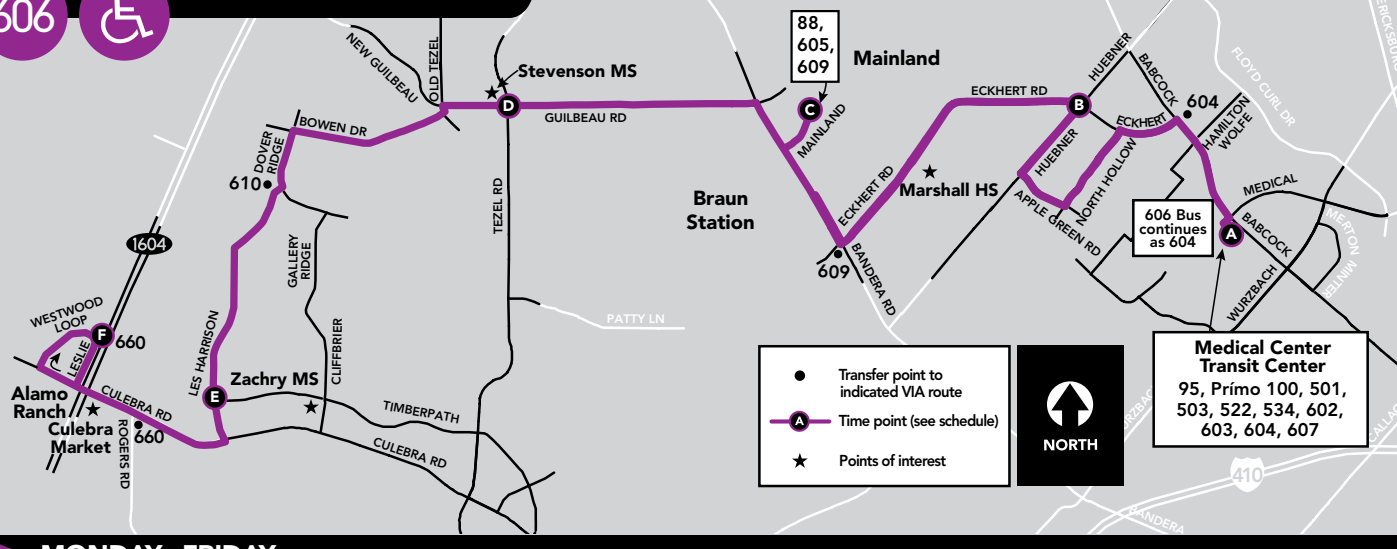 606
NEW GUILBEAU
OLD TEZEL
Stevenson MS
D
GUILBEAU RD
BOWEN DR
DOVER
RIDGE
610
1604
GALLERY
RIDGE
TEZEL RD
WESTWOOD
LOOP
F
660
LESLIE
LES HARRISON
CLIFFBRIER
Zachry MS
E
Alamo
Ranch
CULEBRA RD
Culebra
Market
ROGERS RD
660
TIMBERPATH
CULEBRA RD
PATTY LN
88,
605,
609
Mainland
C
MAINLAND
Braun
Station
ECKHERT RD
609
BANDERA RD
Marshall HS
ECKHERT RD
B
HUEBNER
BABCOCK
HUEBNER
ECKHERT
604
HAMILTON
WOLFE
NORTH HOLLOW
APPLE GREEN RD
FLOYD CURL DR
MEDICAL
606 Bus
continues
as 604
A
BABCOCK
MERTON
MINTER
WURZBACH
Medical Center
Transit Center
95, Prímo 100, 501,
503, 522, 534, 602,
603, 604, 607
Transfer point to
indicated VIA route
A
Time point (see schedule)
Points of interest
NORTH
410
BANDERA